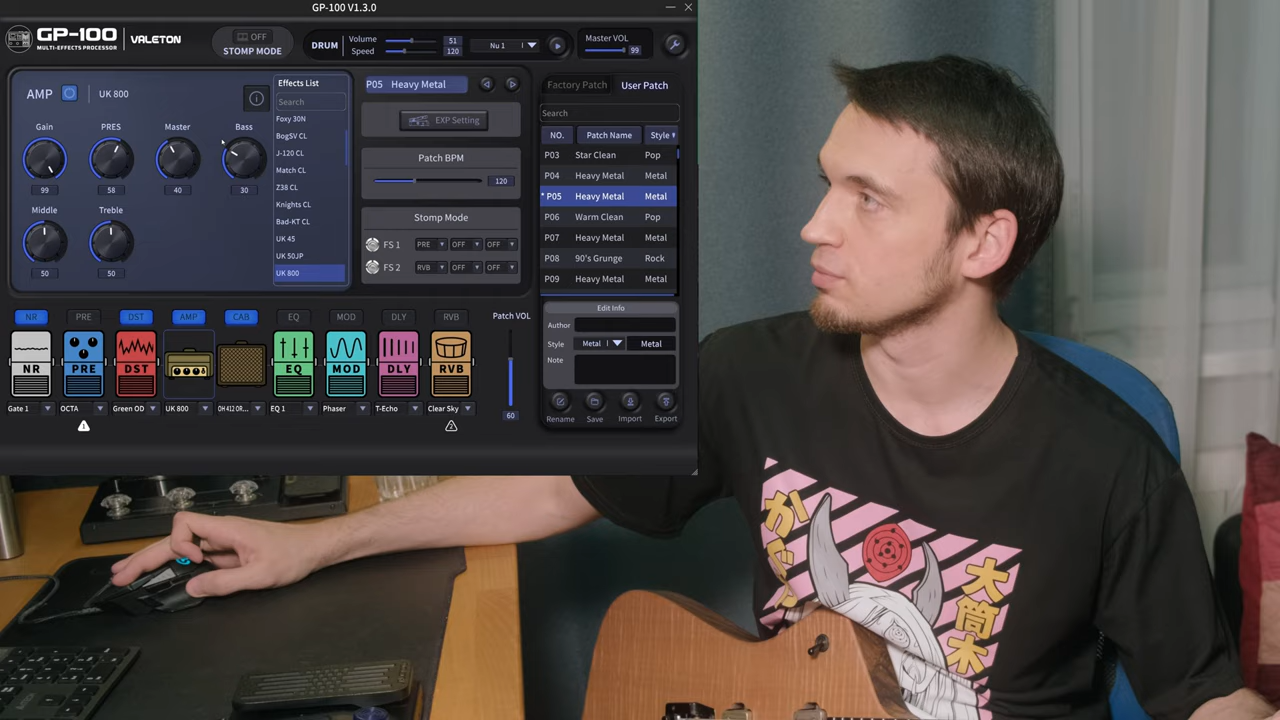 GP-100 V1.3.0
GP-100
MULTI-EFFECTS PROCESSOR
VALETON
OFF
STOMP MODE
DRUM
Volume 51
Speed 120
Nu 1
Master VOL
99
AMP UK 800
Gain PRES Master Bass
99 58 40 30
Middle Treble
50 50
Effects List
Search
Foxy 30N
BogSV CL
J-120 CL
Match CL
Z38 CL
Knights CL
Bad-KT CL
UK 45
UK 50JP
UK 800
P05 Heavy Metal
EXP Setting
Patch BPM
120
Stomp Mode
FS 1 PRE OFF OFF
FS 2 RVB OFF OFF
Factory Patch User Patch
Search
NO. Patch Name Style
P03 Star Clean Pop
P04 Heavy Metal Metal
* P05 Heavy Metal Metal
P06 Warm Clean Pop
P07 Heavy Metal Metal
P08 90's Grunge Rock
P09 Heavy Metal Metal
Edit Info
Author
Style Metal Metal
Note
Rename Save Import Export
NR PRE DST AMP CAB EQ MOD DLY RVB
NR PRE DST EQ MOD DLY RVB
Gate 1 OCTA Green OD UK 800 OH 412 OR... EQ 1 Phaser T-Echo Clear Sky
1 2
Patch VOL
60
大筒木